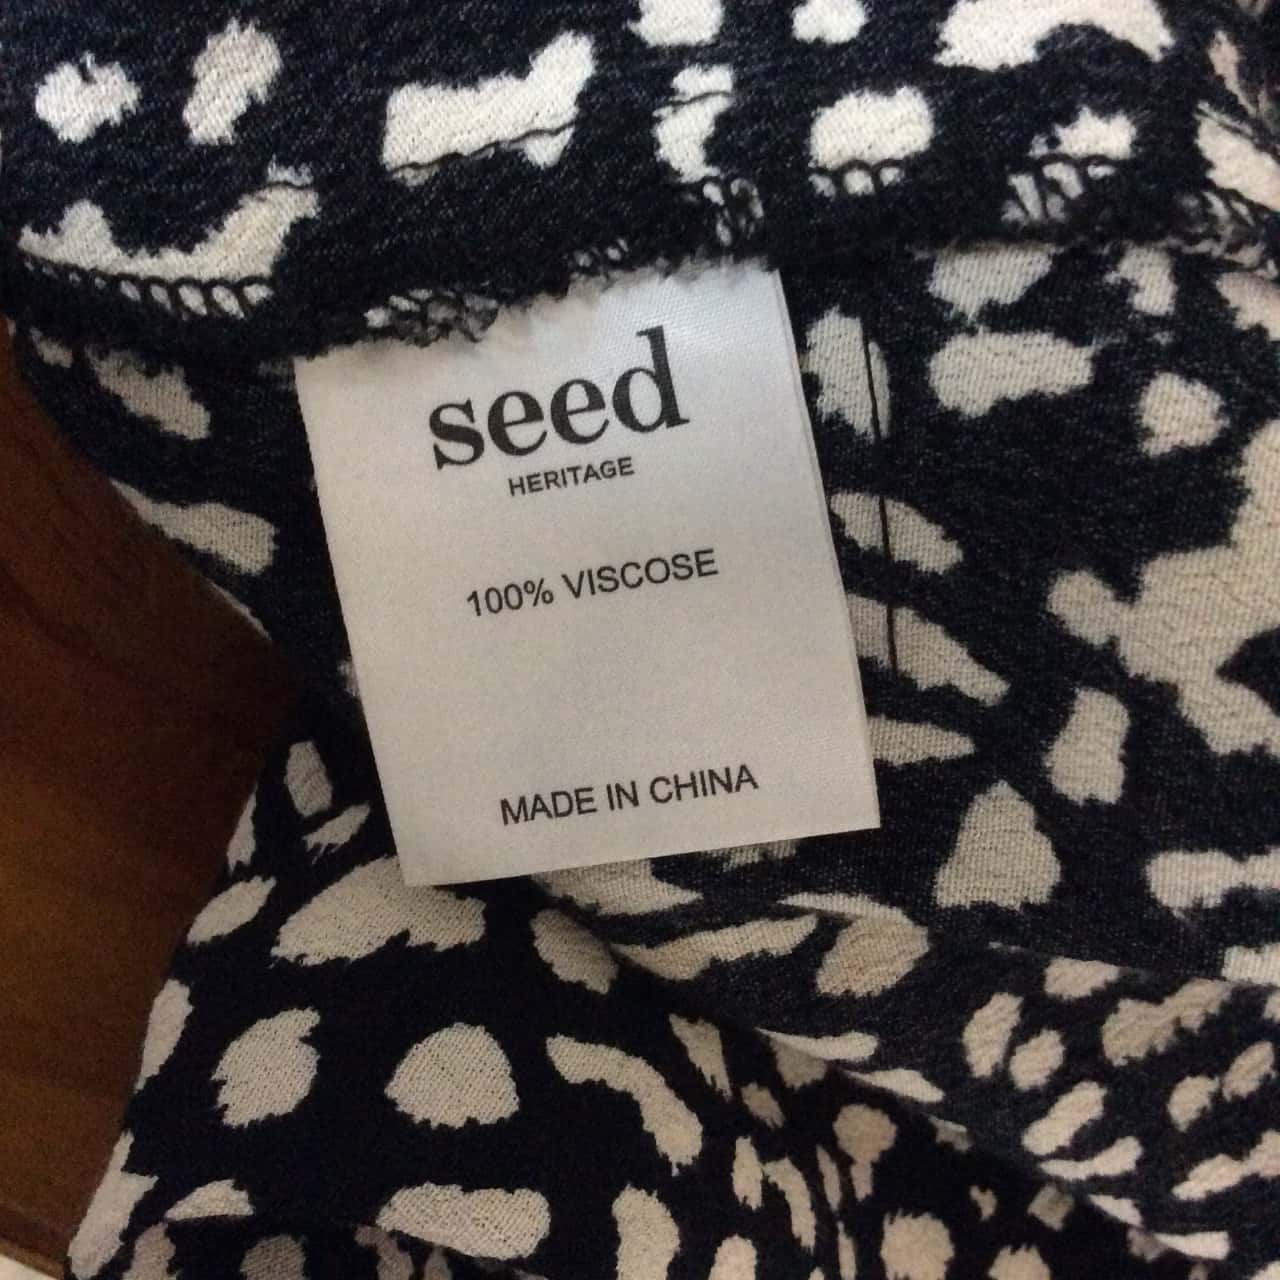 seed
HERITAGE
100% VISCOSE
MADE IN CHINA